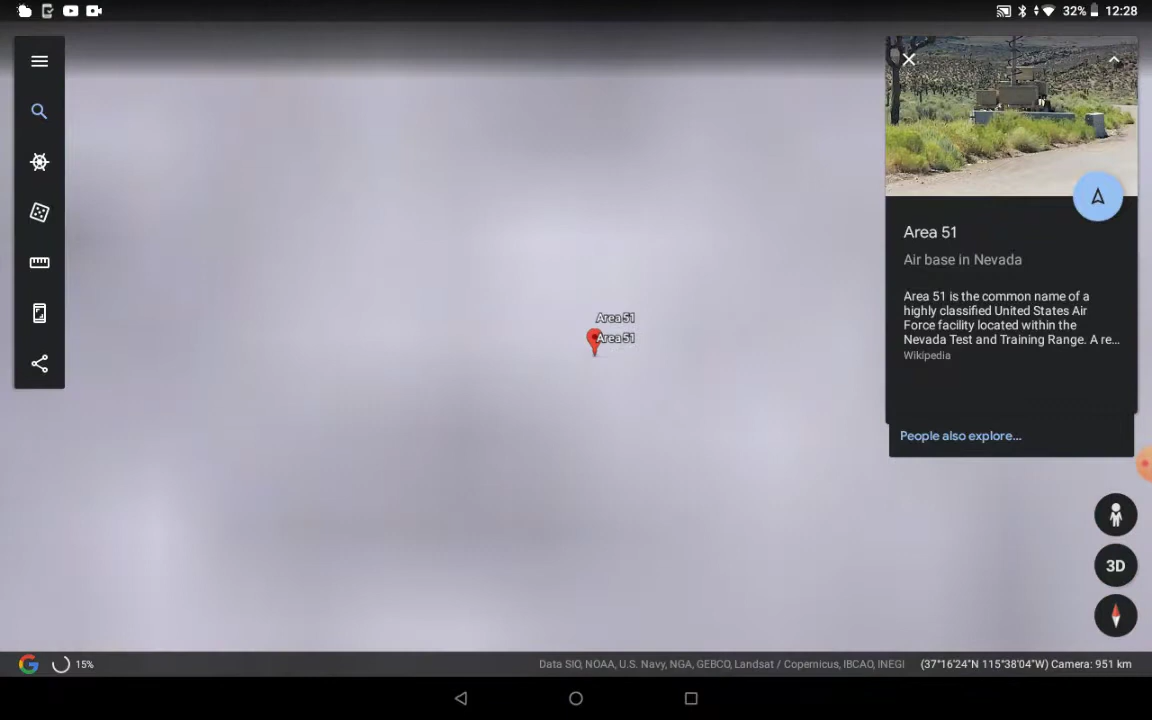 32% 12:28
Area 51
Area 51
Area 51
Air base in Nevada
Area 51 is the common name of a
highly classified United States Air
Force facility located within the
Nevada Test and Training Range. A re...
Wikipedia
People also explore...
3D
15%
Data SIO, NOAA, U.S. Navy, NGA, GEBCO, Landsat / Copernicus, IBCAO, INEGI
(37°16'24"N 115°38'04"W) Camera: 951 km